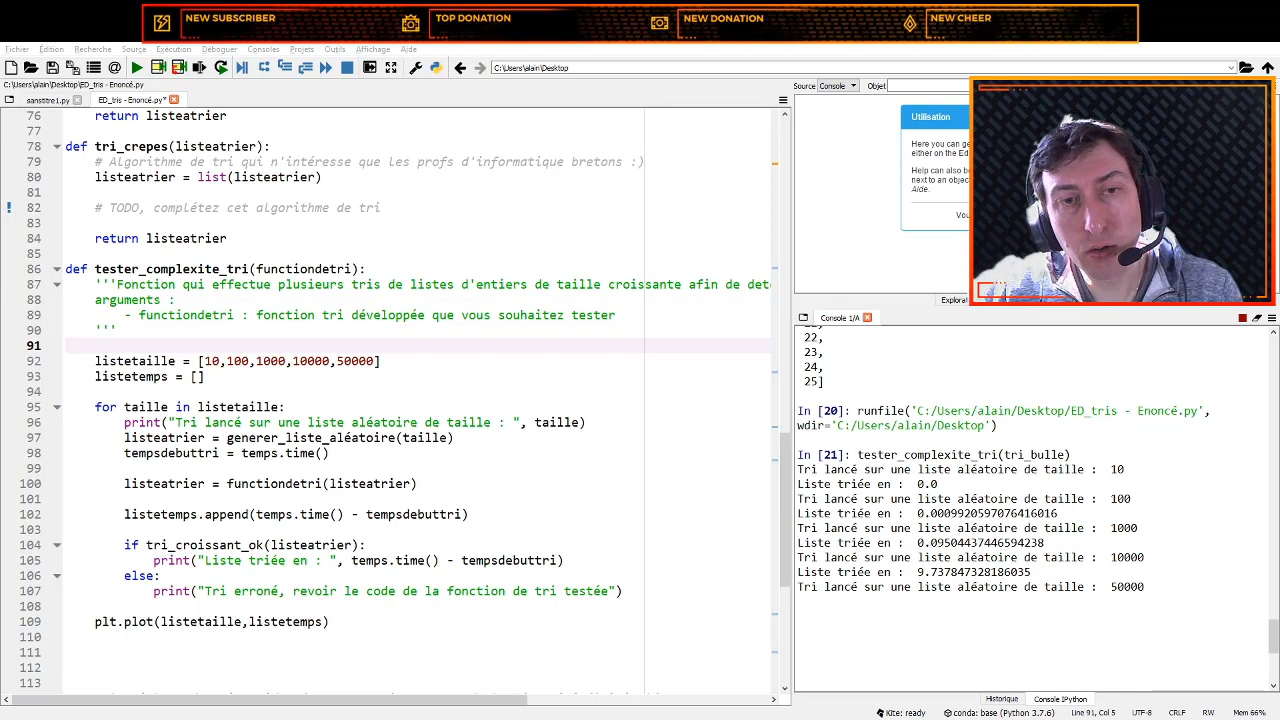 NEW SUBSCRIBER
TOP DONATION
NEW DONATION
NEW CHEER
Fichier Édition Recherche Source Exécution Déboguer Consoles Projets Outils Affichage Aide
C:\Users\alain\Desktop
C:\Users\alain\Desktop\ED_tris - Enoncé.py
sanstitre1.py ED_tris - Enoncé.py*
76 return listeatrier
77
78 def tri_crepes(listeatrier):
79 # Algorithme de tri qui n'intéresse que les profs d'informatique bretons :)
80 listeatrier = list(listeatrier)
81
82 # TODO, complétez cet algorithme de tri
83
84 return listeatrier
85
86 def tester_complexite_tri(functiondetri):
87 '''Fonction qui effectue plusieurs tris de listes d'entiers de taille croissante afin de dete
88 arguments :
89 - functiondetri : fonction tri développée que vous souhaitez tester
90 '''
91
92 listetaille = [10,100,1000,10000,50000]
93 listetemps = []
94
95 for taille in listetaille:
96 print("Tri lancé sur une liste aléatoire de taille : ", taille)
97 listeatrier = generer_liste_aléatoire(taille)
98 tempsdebuttri = temps.time()
99
100 listeatrier = functiondetri(listeatrier)
101
102 listetemps.append(temps.time() - tempsdebuttri)
103
104 if tri_croissant_ok(listeatrier):
105 print("Liste triée en : ", temps.time() - tempsdebuttri)
106 else:
107 print("Tri erroné, revoir le code de la fonction de tri testée")
108
109 plt.plot(listetaille,listetemps)
110
111
112
113
Source Console Objet
Utilisation
Here you can ge
either on the Ed
Help can also be
next to an objec
Aide.
Vou
Explora
Console 1/A
22,
23,
24,
25]
In [20]: runfile('C:/Users/alain/Desktop/ED_tris - Enoncé.py',
wdir='C:/Users/alain/Desktop')
In [21]: tester_complexite_tri(tri_bulle)
Tri lancé sur une liste aléatoire de taille :  10
Liste triée en :  0.0
Tri lancé sur une liste aléatoire de taille :  100
Liste triée en :  0.0009920597076416016
Tri lancé sur une liste aléatoire de taille :  1000
Liste triée en :  0.09504437446594238
Tri lancé sur une liste aléatoire de taille :  10000
Liste triée en :  9.737847328186035
Tri lancé sur une liste aléatoire de taille :  50000
Historique Console IPython
Kite: ready conda: base (Python 3.7.6) Line 91, Col 5 UTF-8 CRLF RW Mem 66%